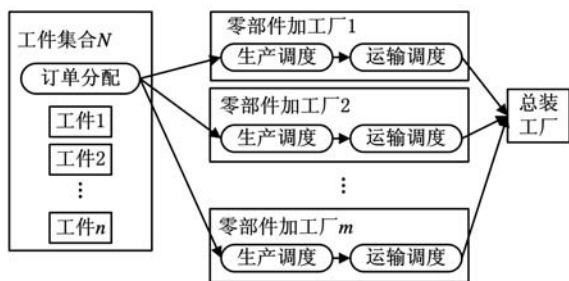 工件集合N
订单分配
工件1
工件2
⋮
工件n
零部件加工厂1
生产调度
运输调度
零部件加工厂2
生产调度
运输调度
⋮
零部件加工厂m
生产调度
运输调度
总装
工厂